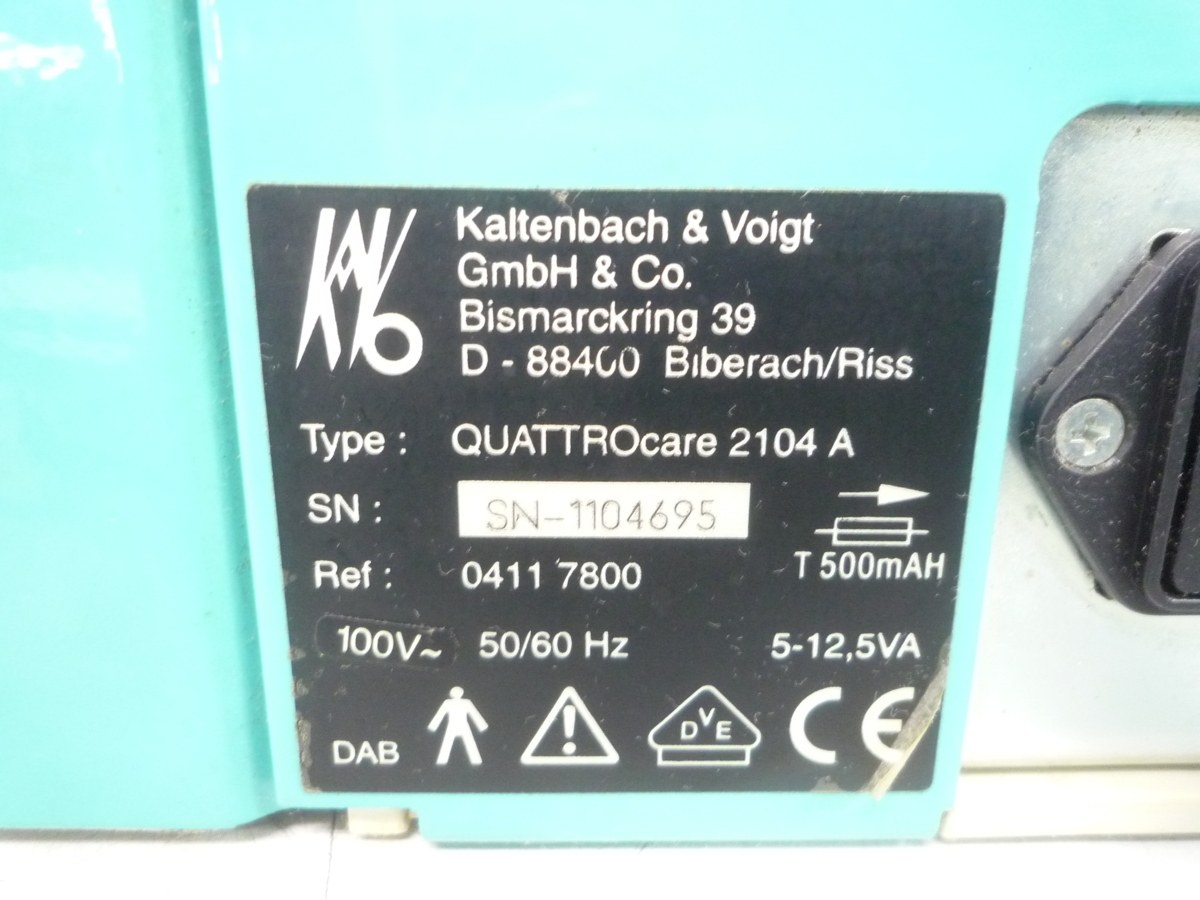 KAVo
Kaltenbach & Voigt
GmbH & Co.
Bismarckring 39
D - 88400 Biberach/Riss
Type : QUATTROcare 2104 A
SN : SN-1104695
Ref : 0411 7800
T 500mAH
100V~ 50/60 Hz 5-12,5VA
DAB
DVE
CE